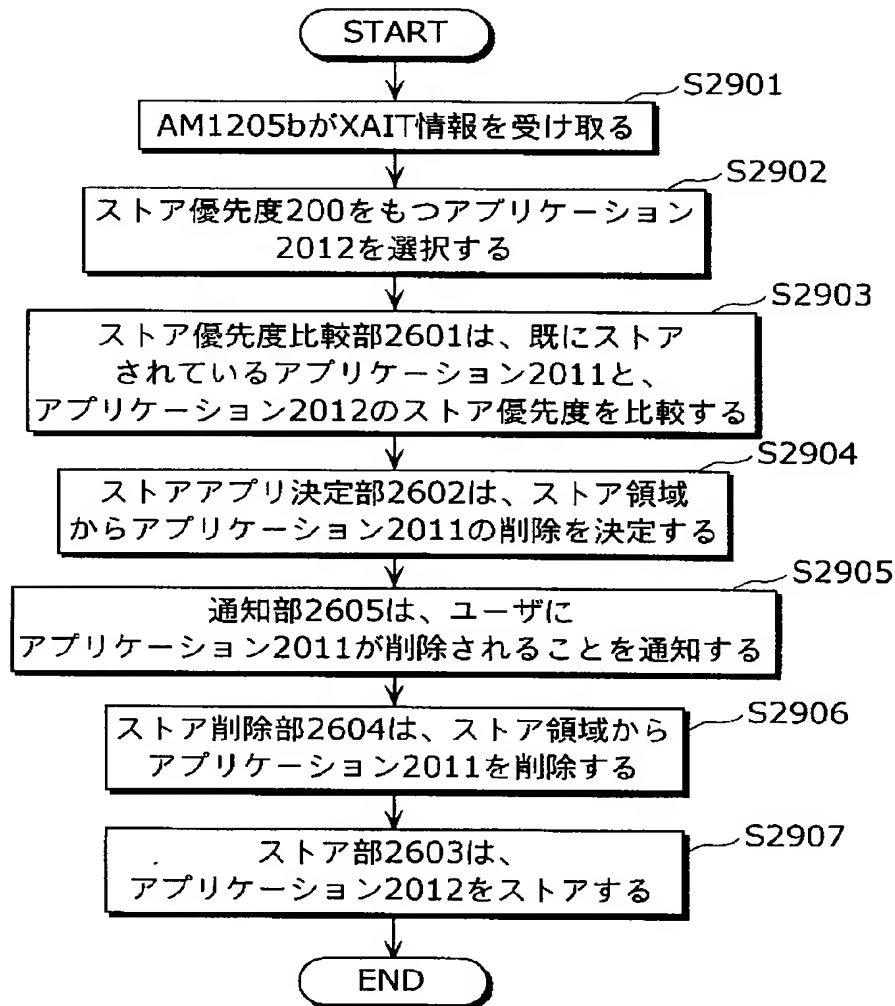 START
S2901
AM1205bがXAIT情報を受け取る
S2902
ストア優先度200をもつアプリケーション
2012を選択する
S2903
ストア優先度比較部2601は、既にストア
されているアプリケーション2011と、
アプリケーション2012のストア優先度を比較する
S2904
ストアアプリ決定部2602は、ストア領域
からアプリケーション2011の削除を決定する
S2905
通知部2605は、ユーザに
アプリケーション2011が削除されることを通知する
S2906
ストア削除部2604は、ストア領域から
アプリケーション2011を削除する
S2907
ストア部2603は、
アプリケーション2012をストアする
END